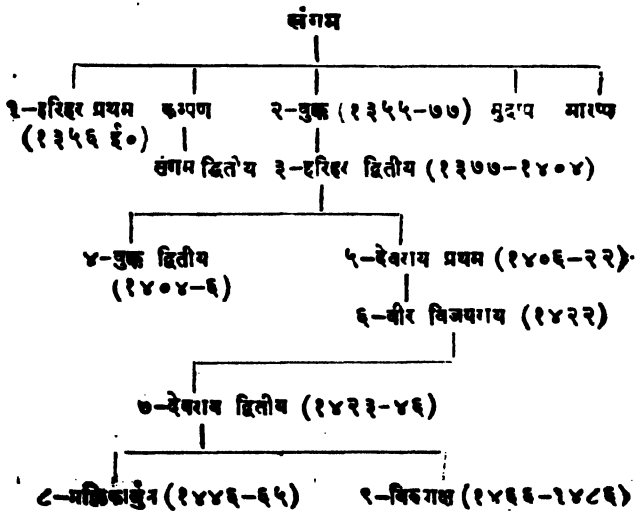 संगम
१-हरिहर प्रथम कम्पण २-वुक्क (१३५५-७७) मुद्दप मारप्प
(१३५६ ई०)
संगम द्वितीय ३-हरिहर द्वितीय (१३७७-१४०४)
४-वुक्क द्वितीय ५-देवराय प्रथम (१४०६-२२)
(१४०४-६)
६-वीर विजयराय (१४२२)
७-देवराय द्वितीय (१४२३-४६)
८-मल्लिकार्जुन (१४४६-६५) ९-विरुपाक्ष (१४६६-१४८६)